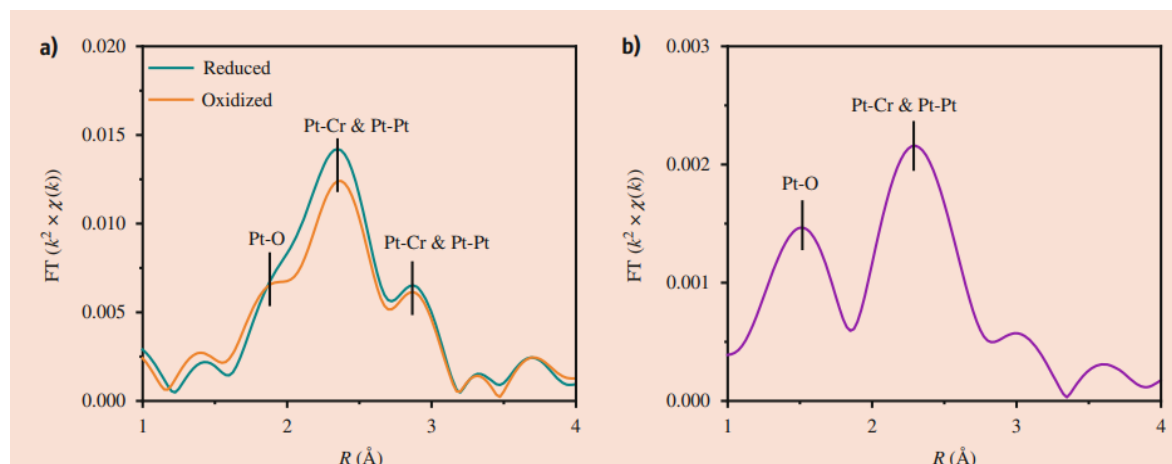 a)
0.020
0.015
0.010
0.005
0.000
FT (k² × χ(k))
Reduced
Oxidized
Pt-Cr & Pt-Pt
Pt-O
Pt-Cr & Pt-Pt
1 2 3 4
R (Å)
b)
0.003
0.002
0.001
0.000
FT (k² × χ(k))
Pt-Cr & Pt-Pt
Pt-O
1 2 3 4
R (Å)